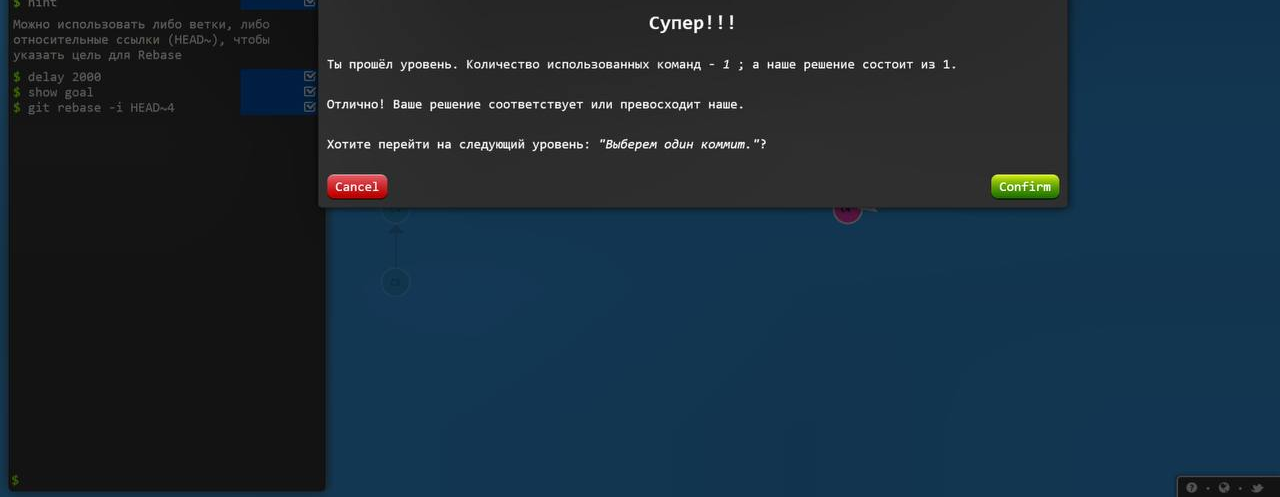 $ hint
Можно использовать либо ветки, либо
относительные ссылки (HEAD~), чтобы
указать цель для Rebase
$ delay 2000
$ show goal
$ git rebase -i HEAD~4
$
Супер!!!
Ты прошёл уровень. Количество использованных команд - 1 ; а наше решение состоит из 1.
Отлично! Ваше решение соответствует или превосходит наше.
Хотите перейти на следующий уровень: "Выберем один коммит."?
Cancel
Confirm